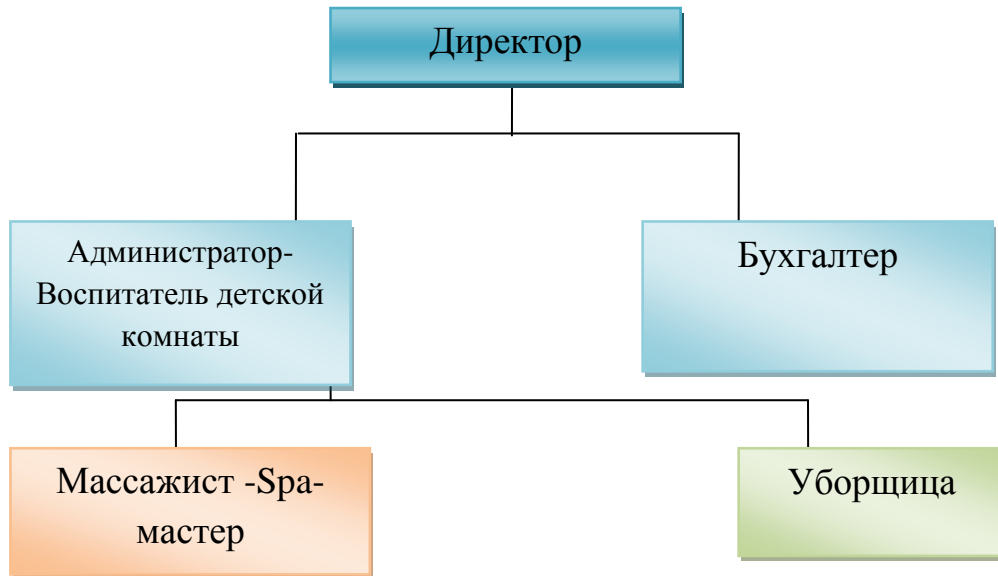 Директор
Администратор-
Воспитатель детской
комнаты
Бухгалтер
Массажист -Spa-
мастер
Уборщица